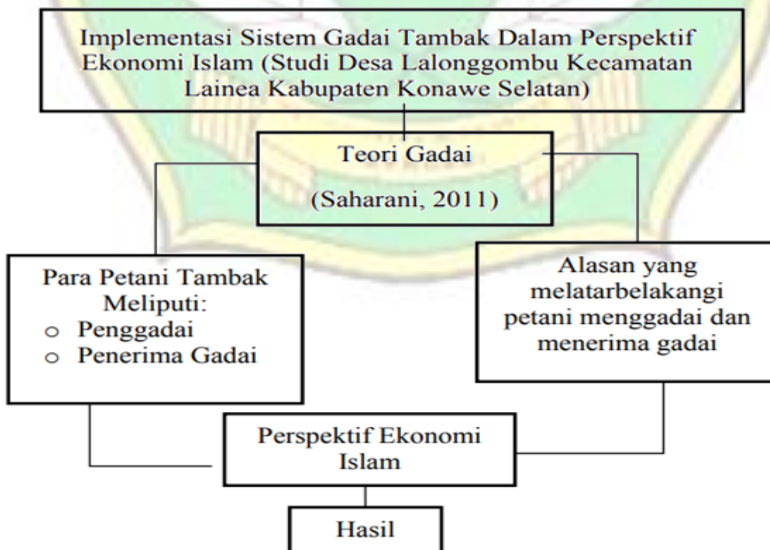 Implementasi Sistem Gadai Tambak Dalam Perspektif
Ekonomi Islam (Studi Desa Lalonggombu Kecamatan
Lainea Kabupaten Konawe Selatan)
Teori Gadai
(Saharani, 2011)
Para Petani Tambak
Meliputi:
o Penggadai
o Penerima Gadai
Alasan yang
melatarbelakangi
petani menggadai dan
menerima gadai
Perspektif Ekonomi
Islam
Hasil